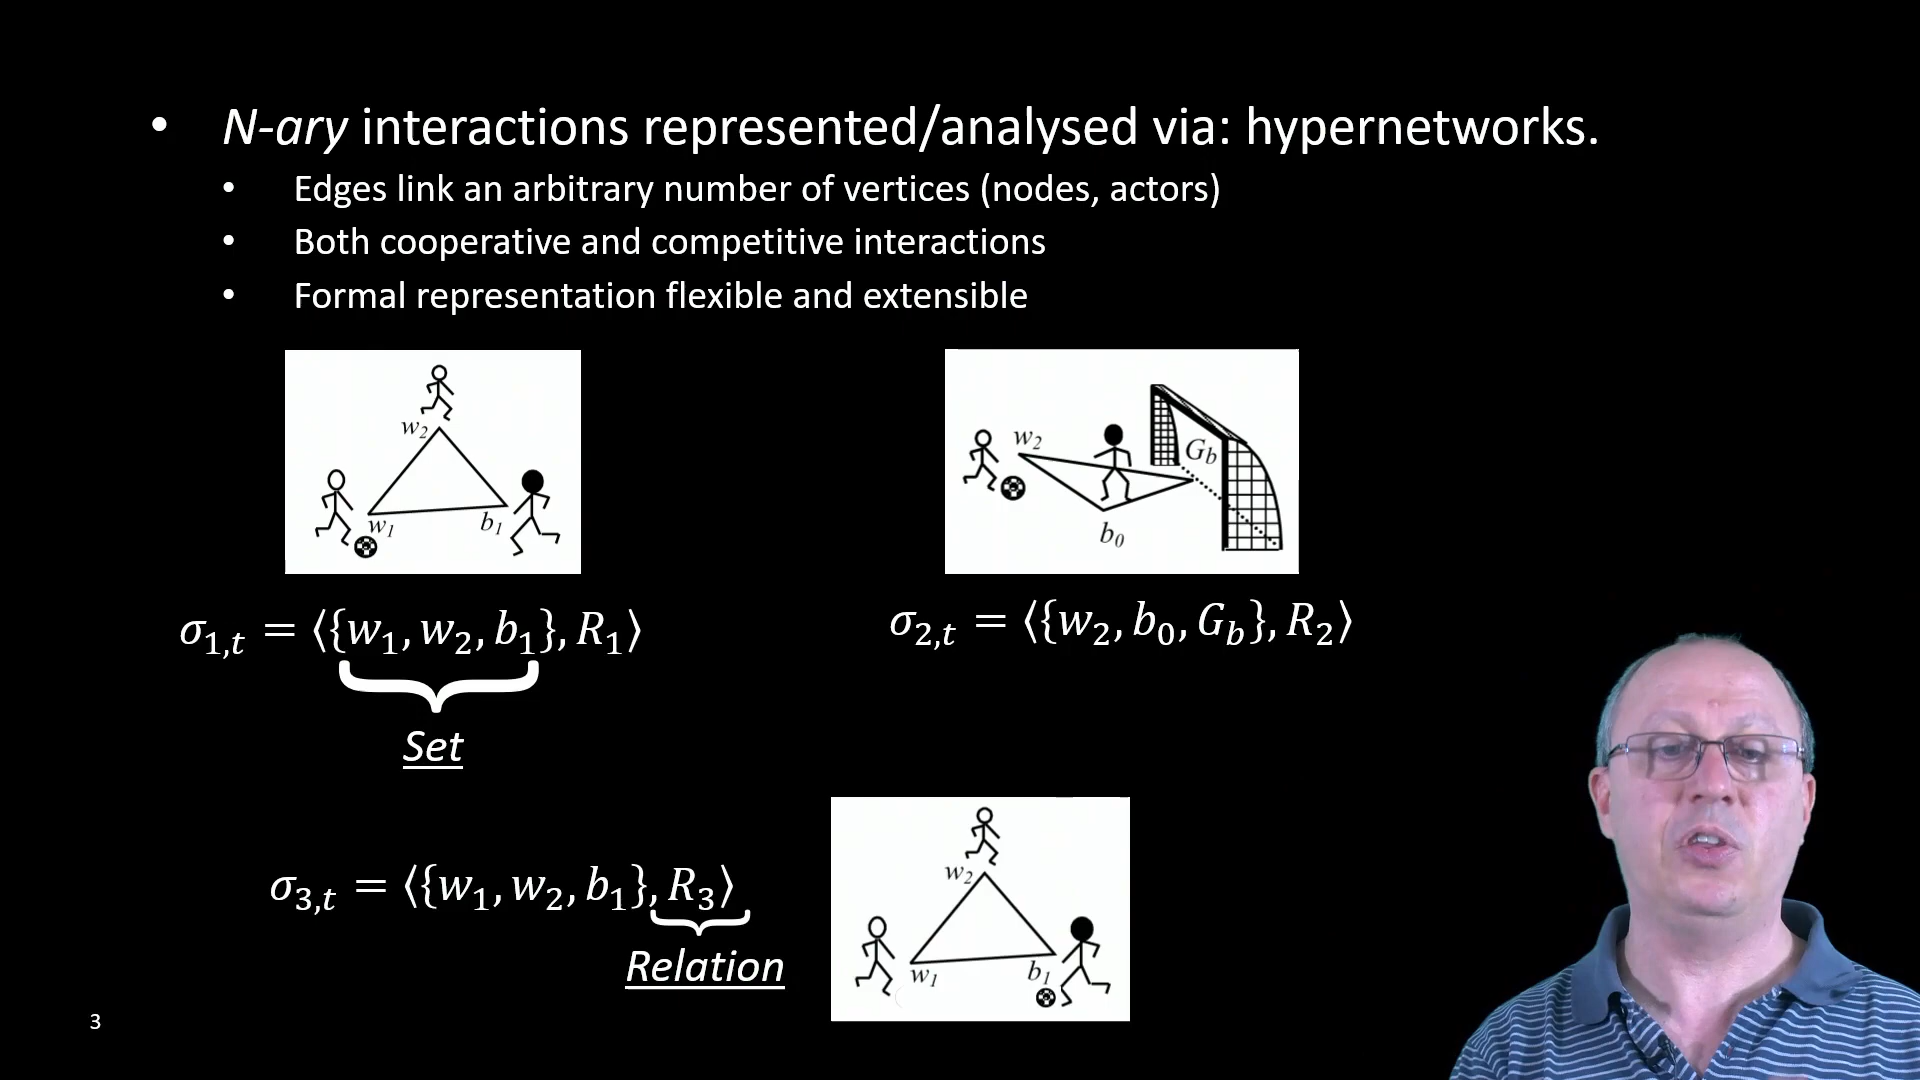 • N-ary interactions represented/analysed via: hypernetworks.
• Edges link an arbitrary number of vertices (nodes, actors)
• Both cooperative and competitive interactions
• Formal representation flexible and extensible
w₂
w₁
b₁
w₂
G_b
b₀
σ₁,ₜ = ⟨{w₁, w₂, b₁}, R₁⟩
σ₂,ₜ = ⟨{w₂, b₀, G_b}, R₂⟩
Set
σ₃,ₜ = ⟨{w₁, w₂, b₁}, R₃⟩
Relation
w₂
w₁
b₁
3